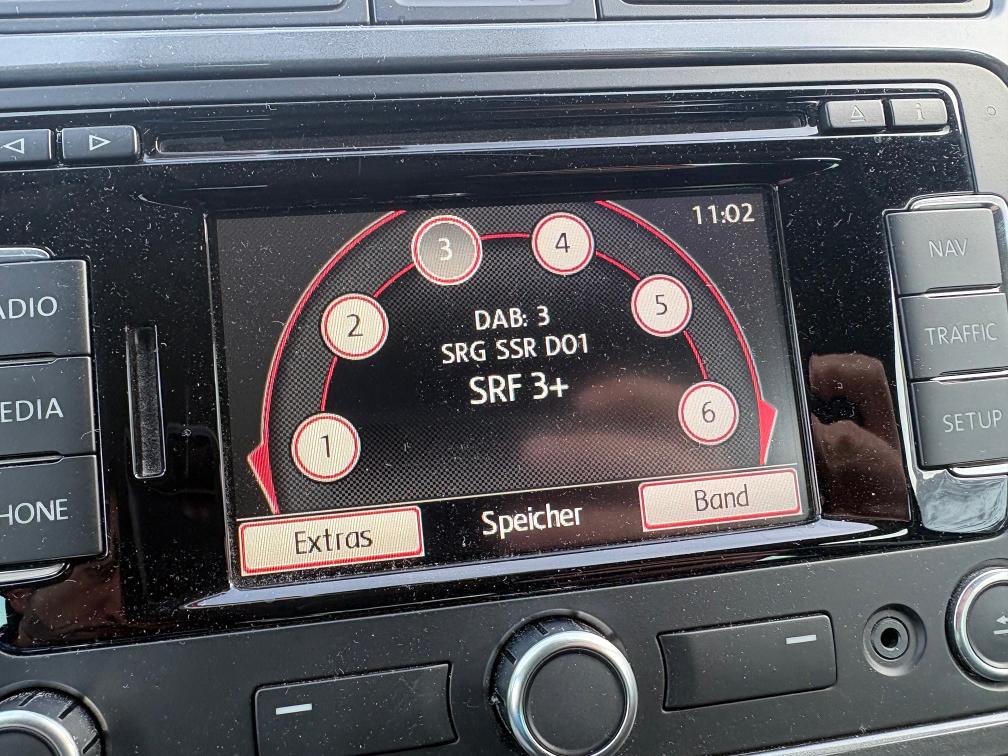 11:02
1
2
3
4
5
6
DAB: 3
SRG SSR D01
SRF 3+
Extras
Speicher
Band
ADIO
EDIA
HONE
i
NAV
TRAFFIC
SETUP